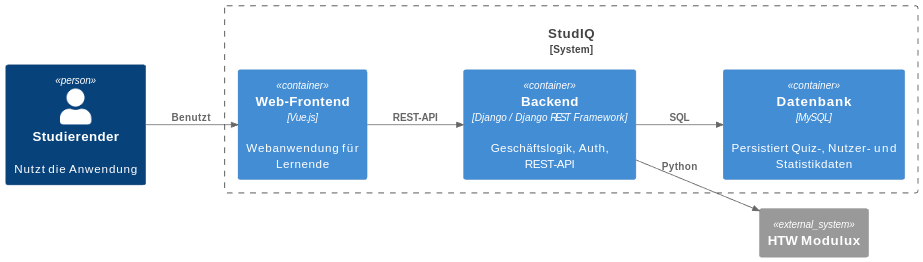 StudIQ
[System]
«person»
Studierender
Nutzt die Anwendung
Benutzt
«container»
Web-Frontend
[Vue.js]
Webanwendung für
Lernende
REST-API
«container»
Backend
[Django / Django REST Framework]
Geschäftslogik, Auth,
REST-API
SQL
«container»
Datenbank
[MySQL]
Persistiert Quiz-, Nutzer- und
Statistikdaten
Python
«external_system»
HTW Modulux